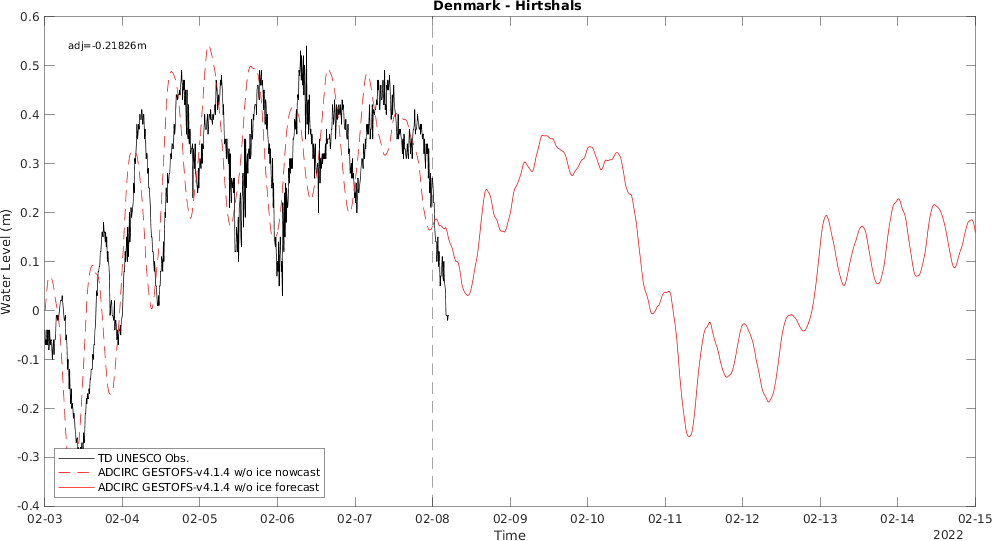 Denmark - Hirtshals
adj=-0.21826m
0.6
0.5
0.4
0.3
0.2
0.1
0
-0.1
-0.2
-0.3
-0.4
Water Level (m)
TD UNESCO Obs.
ADCIRC GESTOFS-v4.1.4 w/o ice nowcast
ADCIRC GESTOFS-v4.1.4 w/o ice forecast
02-03 02-04 02-05 02-06 02-07 02-08 02-09 02-10 02-11 02-12 02-13 02-14 02-15
Time
2022